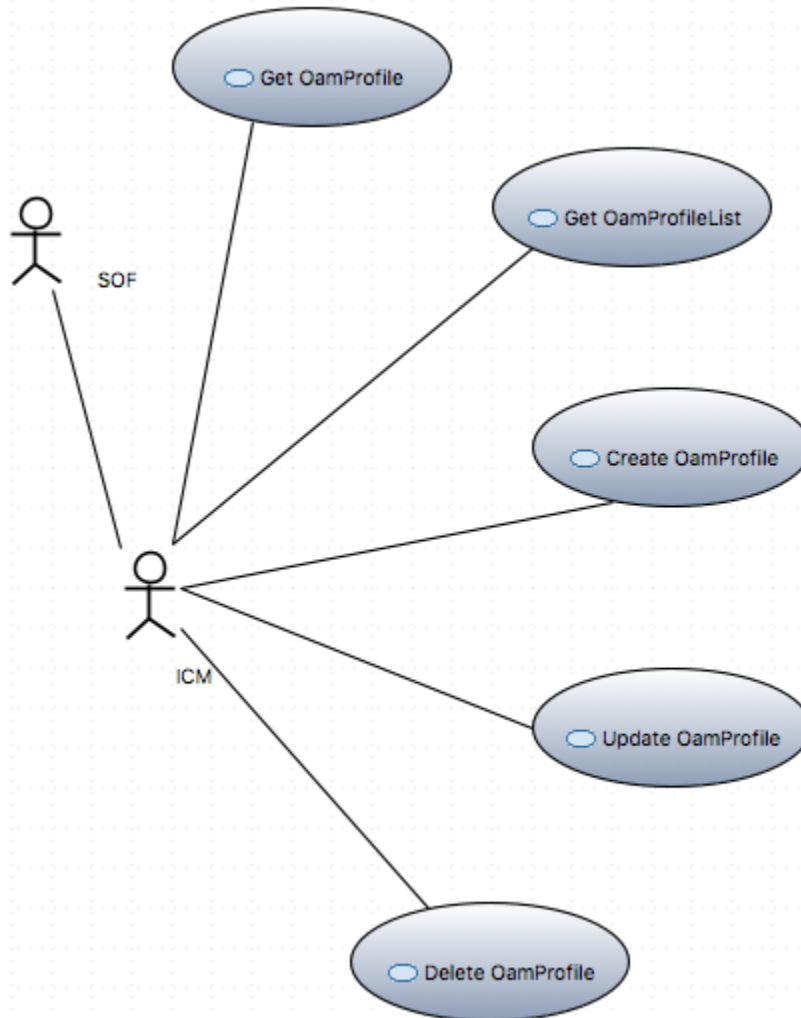 Get OamProfile
Get OamProfileList
SOF
Create OamProfile
ICM
Update OamProfile
Delete OamProfile